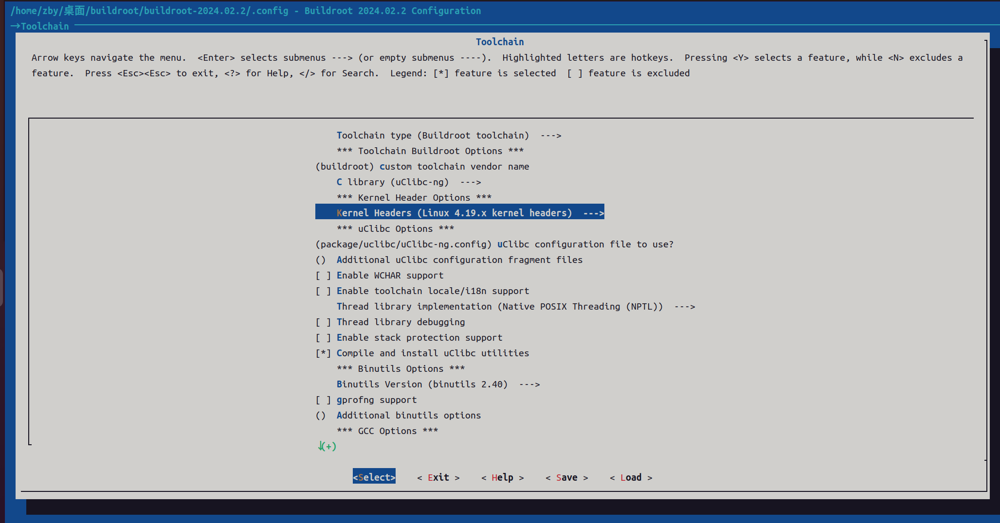 /home/zby/桌面/buildroot/buildroot-2024.02.2/.config - Buildroot 2024.02.2 Configuration
→Toolchain
Toolchain
Arrow keys navigate the menu.  <Enter> selects submenus ---> (or empty submenus ----).  Highlighted letters are hotkeys.  Pressing <Y> selects a feature, while <N> excludes a
feature.  Press <Esc><Esc> to exit, <?> for Help, </> for Search.  Legend: [*] feature is selected  [ ] feature is excluded
Toolchain type (Buildroot toolchain)  --->
*** Toolchain Buildroot Options ***
(buildroot) custom toolchain vendor name
C library (uClibc-ng)  --->
*** Kernel Header Options ***
Kernel Headers (Linux 4.19.x kernel headers)  --->
*** uClibc Options ***
(package/uclibc/uClibc-ng.config) uClibc configuration file to use?
()  Additional uClibc configuration fragment files
[ ] Enable WCHAR support
[ ] Enable toolchain locale/i18n support
Thread library implementation (Native POSIX Threading (NPTL))  --->
[ ] Thread library debugging
[ ] Enable stack protection support
[*] Compile and install uClibc utilities
*** Binutils Options ***
Binutils Version (binutils 2.40)  --->
[ ] gprofng support
()  Additional binutils options
*** GCC Options ***
↓(+)
<Select>    < Exit >    < Help >    < Save >    < Load >